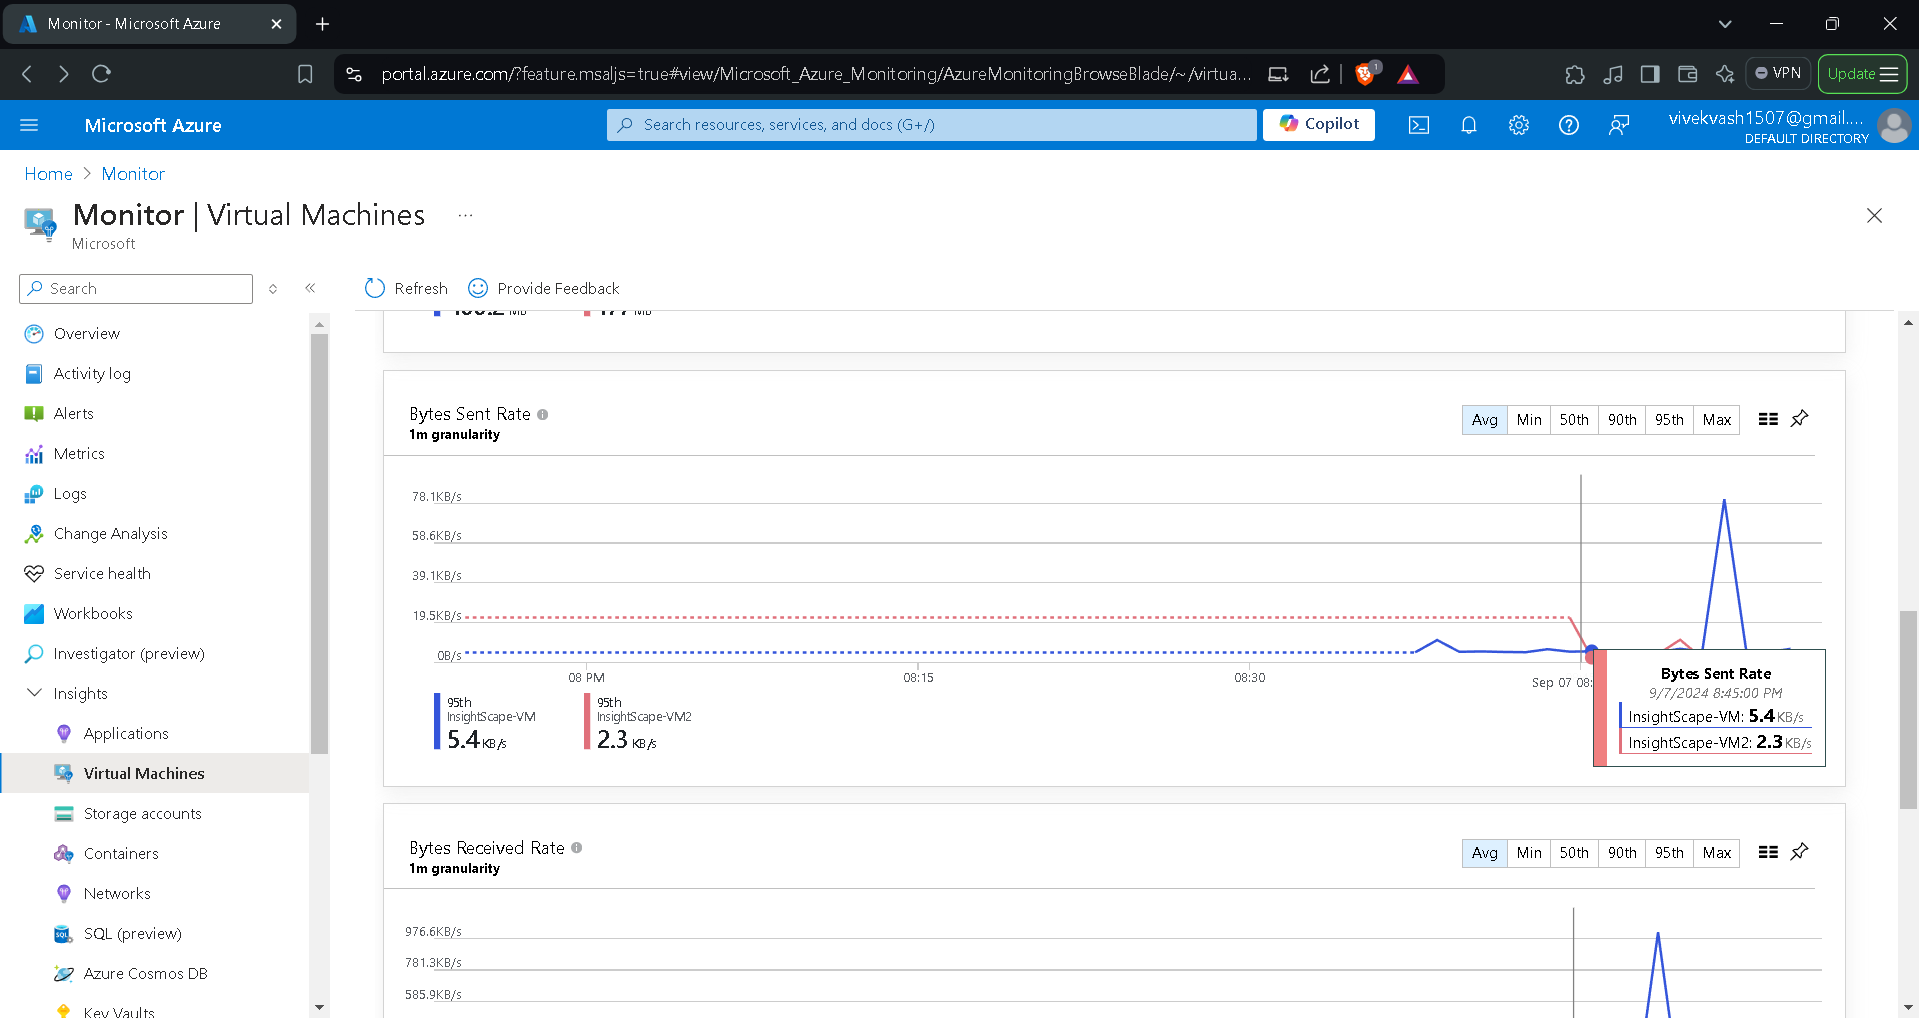 Monitor - Microsoft Azure
portal.azure.com/?feature.msaljs=true#view/Microsoft_Azure_Monitoring/AzureMonitoringBrowseBlade/~/virtua...
1
VPN
Update
Microsoft Azure
Search resources, services, and docs (G+/)
Copilot
vivekvash1507@gmail....
DEFAULT DIRECTORY
Home > Monitor
Monitor | Virtual Machines ...
Microsoft
Search
Refresh
Provide Feedback
Overview
Activity log
Alerts
Metrics
Logs
Change Analysis
Service health
Workbooks
Investigator (preview)
Insights
Applications
Virtual Machines
Storage accounts
Containers
Networks
SQL (preview)
Azure Cosmos DB
Key Vaults
MB
177 MB
Bytes Sent Rate
1m granularity
Avg Min 50th 90th 95th Max
78.1KB/s
58.6KB/s
39.1KB/s
19.5KB/s
0B/s
08 PM 08:15 08:30 Sep 07 08:
95th
InsightScape-VM
5.4 KB/s
95th
InsightScape-VM2
2.3 KB/s
Bytes Sent Rate
9/7/2024 8:45:00 PM
InsightScape-VM: 5.4 KB/s
InsightScape-VM2: 2.3 KB/s
Bytes Received Rate
1m granularity
Avg Min 50th 90th 95th Max
976.6KB/s
781.3KB/s
585.9KB/s